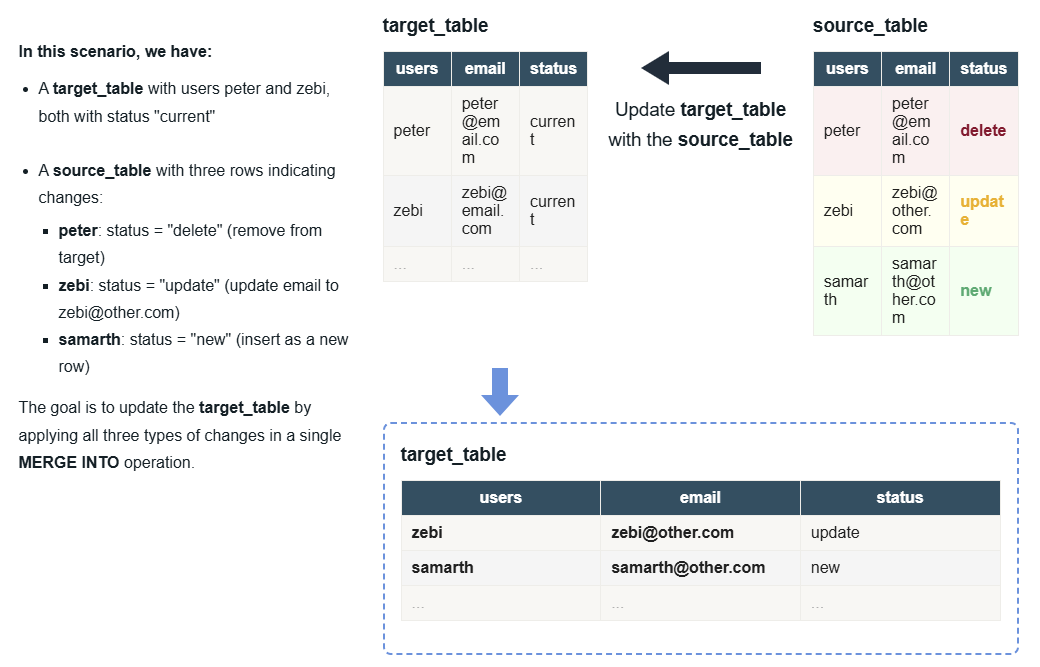 In this scenario, we have:
• A target_table with users peter and zebi,
both with status "current"
• A source_table with three rows indicating
changes:
▪ peter: status = "delete" (remove from
target)
▪ zebi: status = "update" (update email to
zebi@other.com)
▪ samarth: status = "new" (insert as a new
row)
The goal is to update the target_table by
applying all three types of changes in a single
MERGE INTO operation.
target_table
users email status
peter
peter
@em
ail.co
m
curren
t
zebi
zebi@
email.
com
curren
t
... ... ...
Update target_table
with the source_table
source_table
users email status
peter
peter
@em
ail.co
m
delete
zebi
zebi@
other.
com
updat
e
samar
th
samar
th@ot
her.co
m
new
target_table
users email status
zebi zebi@other.com update
samarth samarth@other.com new
... ... ...